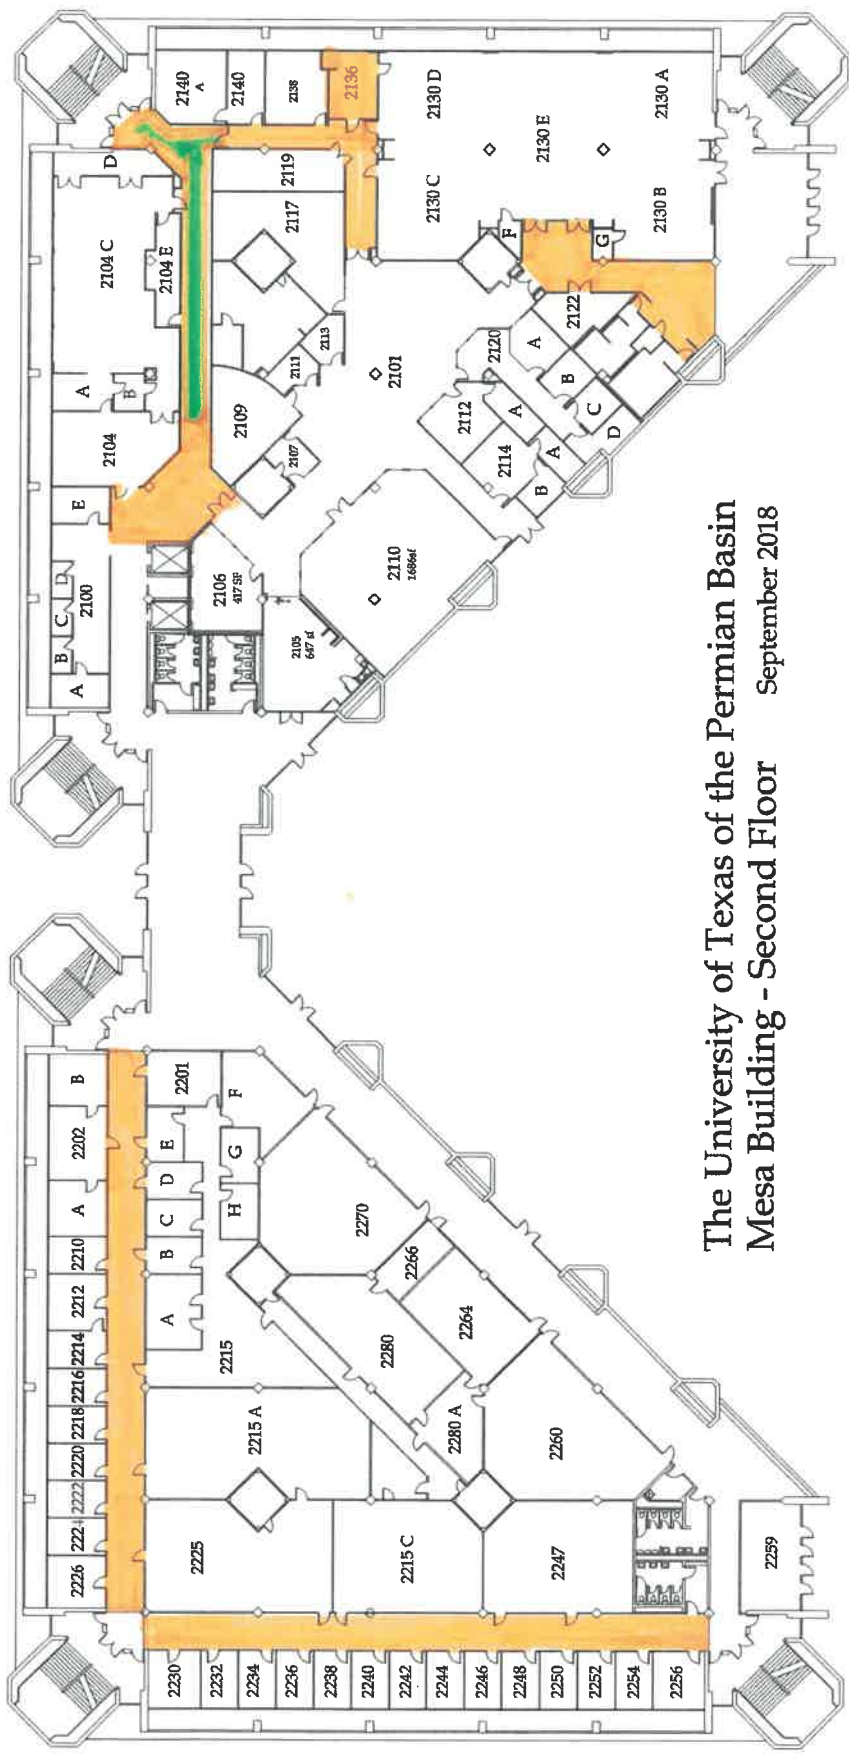 2226
2224
2222
2220
2218
2216
2214
2212
2210
A
2202
B
A
B
C
D
2100
E
2104
A
B
2104 C
2104 E
D
2140
A
2140
2138
2136
2230
2232
2234
2236
2238
2240
2242
2244
2246
2248
2250
2252
2254
2256
2225
2215 A
2215
A
B
C
D
E
2201
F
G
H
2215 C
2247
2280
2280 A
2270
2266
2264
2260
2259
2106
417 SF
2105
647 sf
2110
1686sf
2107
2109
2111
2113
2117
2119
2101
2112
A
2114
A
B
2120
A
B
C
D
2122
F
G
2130 C
2130 D
2130 E
2130 B
2130 A
The University of Texas of the Permian Basin
Mesa Building - Second Floor September 2018